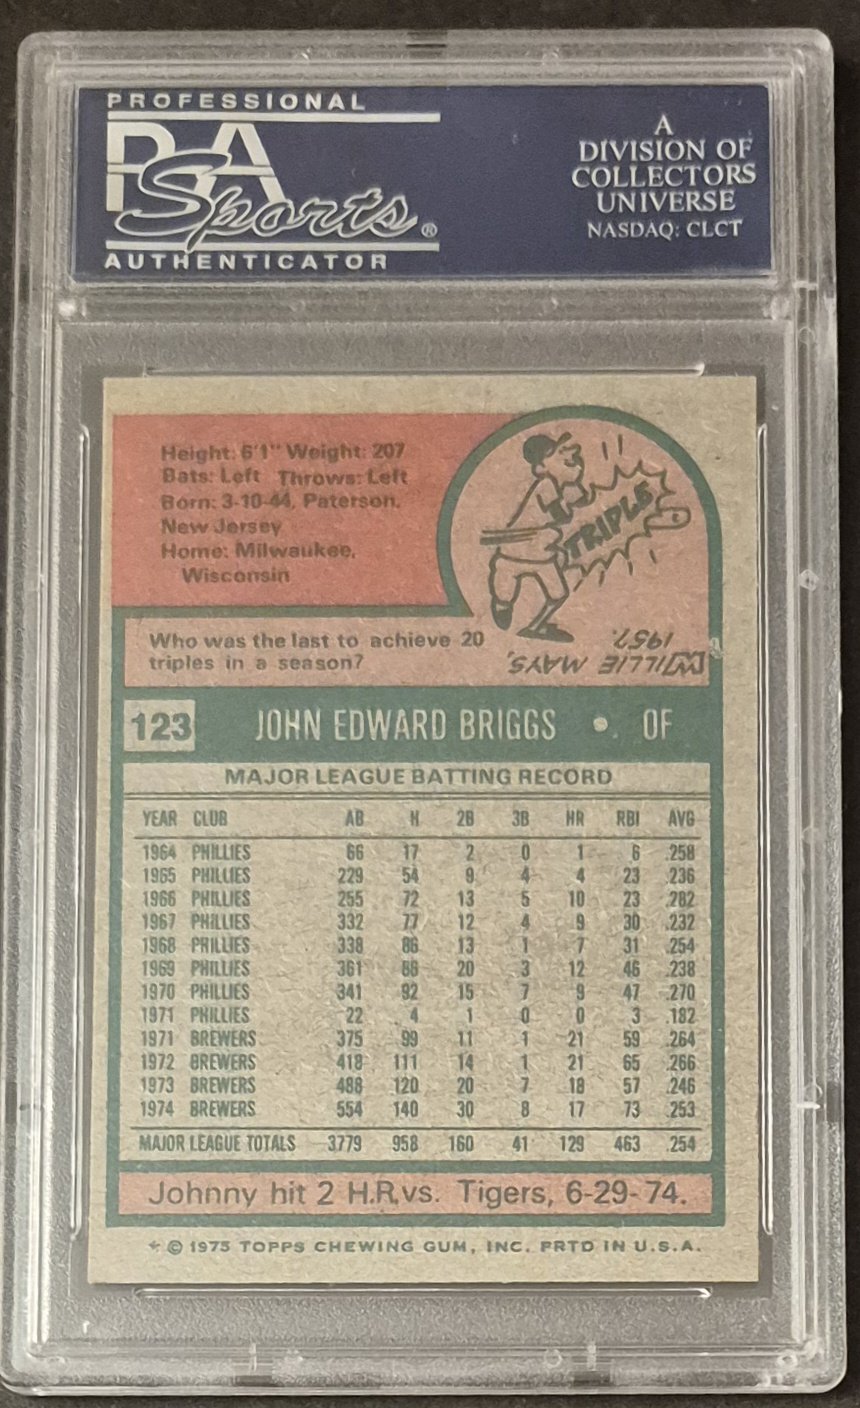 PROFESSIONAL
PSA
Sports®
AUTHENTICATOR
A
DIVISION OF
COLLECTORS
UNIVERSE
NASDAQ: CLCT
Height: 6'1" Weight: 207
Bats: Left Throws: Left
Born: 3-10-44, Paterson,
New Jersey
Home: Milwaukee,
Wisconsin
TRIPLE
Who was the last to achieve 20
triples in a season?
WILLIE MAYS,
1957.
123 JOHN EDWARD BRIGGS • OF
MAJOR LEAGUE BATTING RECORD
YEAR CLUB AB H 2B 3B HR RBI AVG
1964 PHILLIES 66 17 2 0 1 6 .258
1965 PHILLIES 229 54 9 4 4 23 .236
1966 PHILLIES 255 72 13 5 10 23 .282
1967 PHILLIES 332 77 12 4 9 30 .232
1968 PHILLIES 338 86 13 1 7 31 .254
1969 PHILLIES 361 86 20 3 12 46 .238
1970 PHILLIES 341 92 15 7 9 47 .270
1971 PHILLIES 22 4 1 0 0 3 .182
1971 BREWERS 375 99 11 1 21 59 .264
1972 BREWERS 418 111 14 1 21 65 .266
1973 BREWERS 488 120 20 7 18 57 .246
1974 BREWERS 554 140 30 8 17 73 .253
MAJOR LEAGUE TOTALS 3779 958 160 41 129 463 .254
Johnny hit 2 H.R. vs. Tigers, 6-29-74.
* © 1975 TOPPS CHEWING GUM, INC. PRTD IN U.S.A.